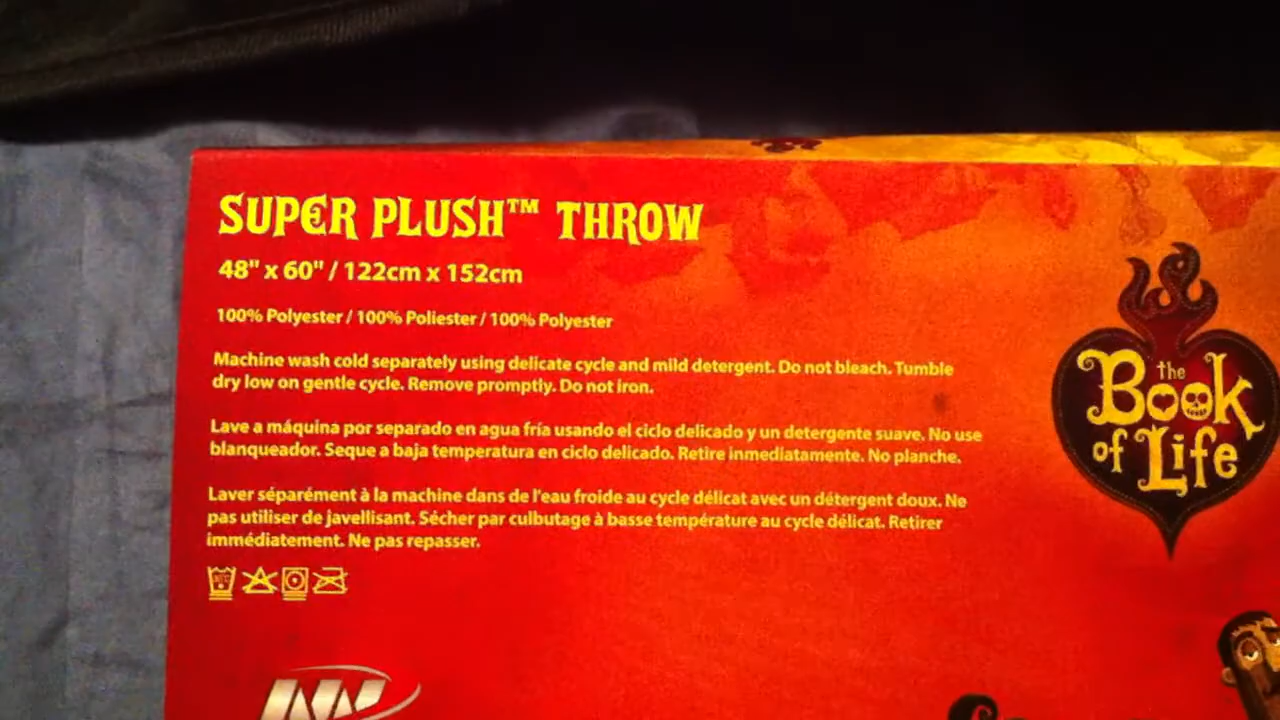 SUPER PLUSH™ THROW
48" x 60" / 122cm x 152cm
100% Polyester / 100% Poliester / 100% Polyester
Machine wash cold separately using delicate cycle and mild detergent. Do not bleach. Tumble
dry low on gentle cycle. Remove promptly. Do not iron.
Lave a máquina por separado en agua fría usando el ciclo delicado y un detergente suave. No use
blanqueador. Seque a baja temperatura en ciclo delicado. Retire inmediatamente. No planche.
Laver séparément à la machine dans de l'eau froide au cycle délicat avec un détergent doux. Ne
pas utiliser de javellisant. Sécher par culbutage à basse température au cycle délicat. Retirer
immédiatement. Ne pas repasser.
the
Book
of Life